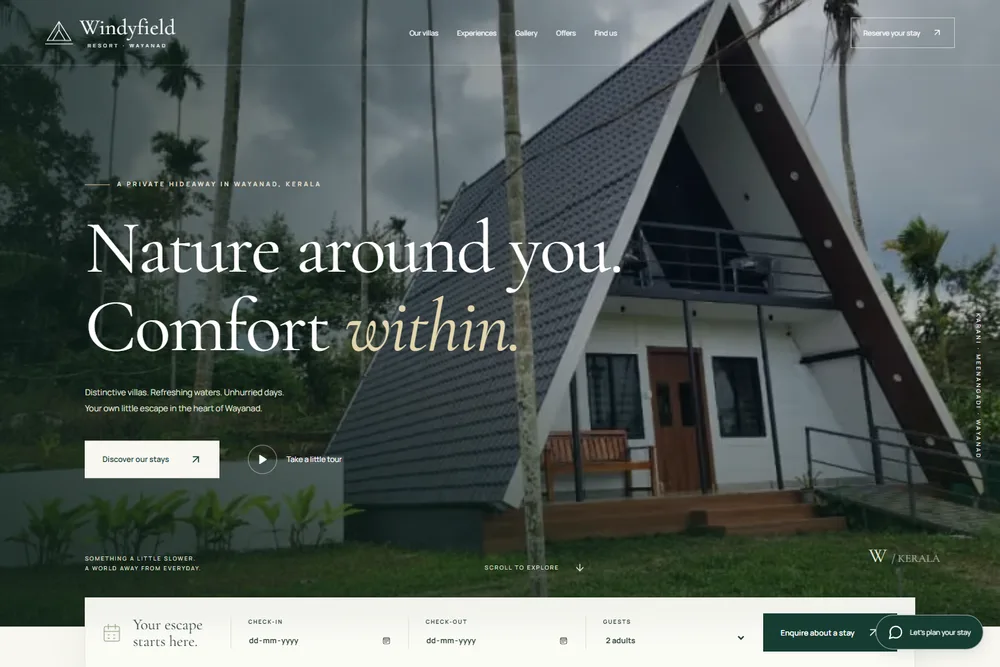 Windyfield
RESORT · WAYANAD
Our villas
Experiences
Gallery
Offers
Find us
Reserve your stay
A PRIVATE HIDEAWAY IN WAYANAD, KERALA
Nature around you.
Comfort within.
Distinctive villas. Refreshing waters. Unhurried days.
Your own little escape in the heart of Wayanad.
Discover our stays
Take a little tour
KARANI · MEENANGADI · WAYANAD
SOMETHING A LITTLE SLOWER.
A WORLD AWAY FROM EVERYDAY.
SCROLL TO EXPLORE
W / KERALA
Your escape
starts here.
CHECK-IN
dd-mm-yyyy
CHECK-OUT
dd-mm-yyyy
GUESTS
2 adults
Enquire about a stay
Let's plan your stay